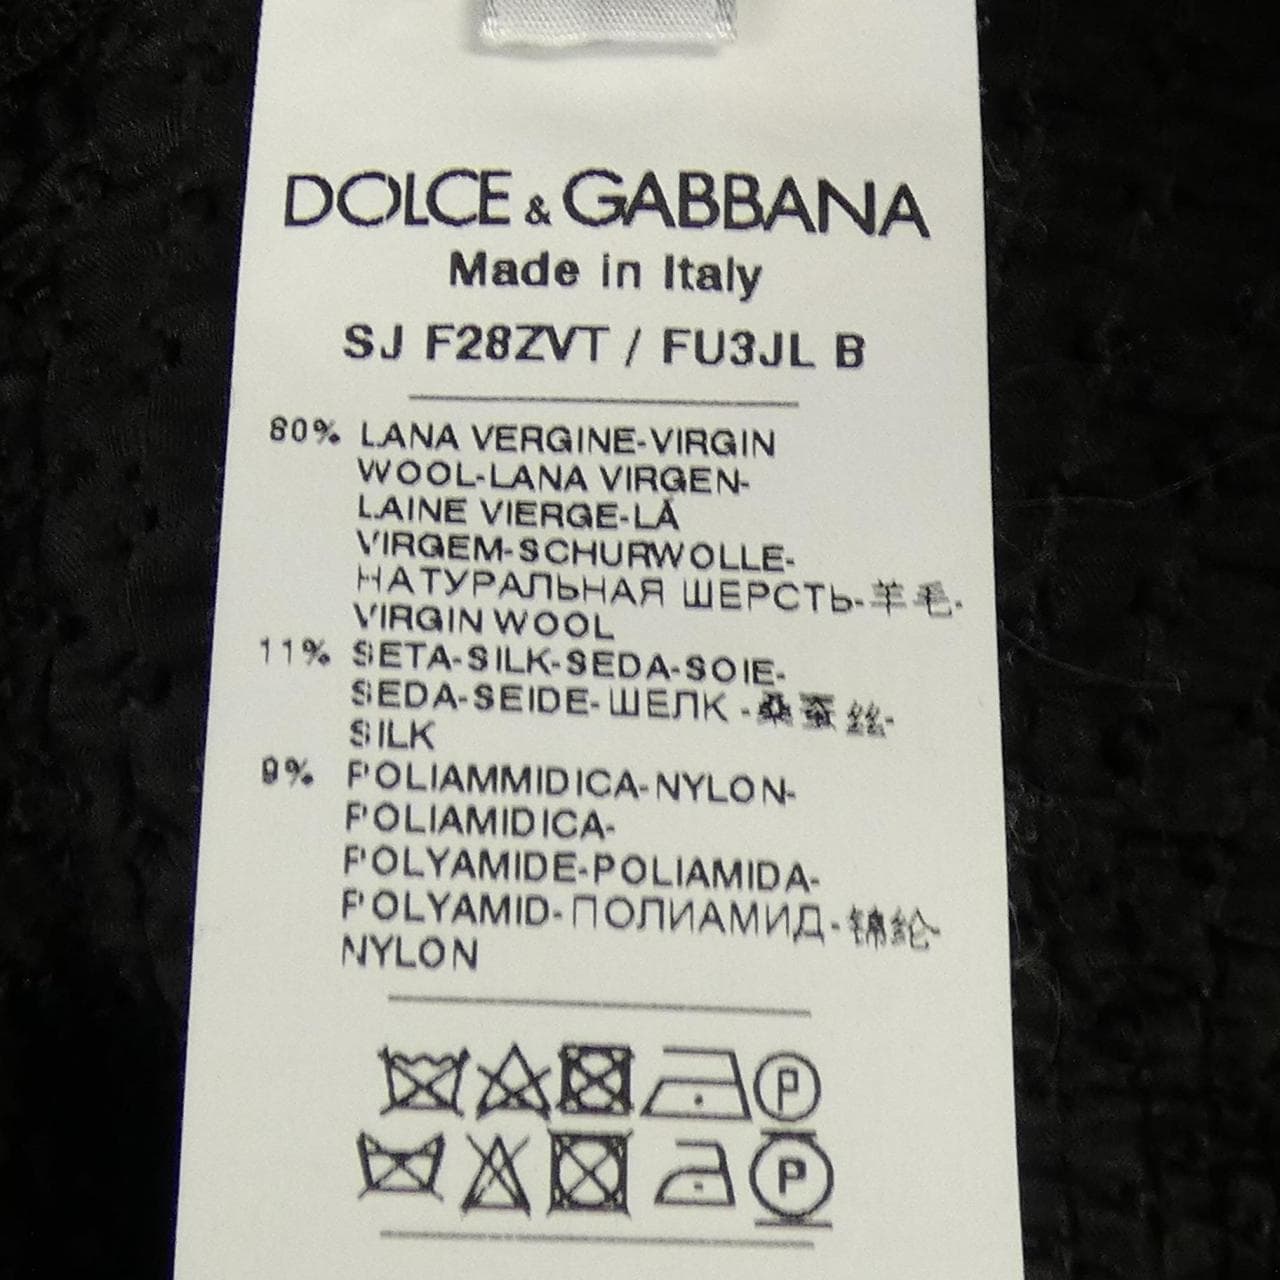 DOLCE & GABBANA
Made in Italy
SJ F28ZVT / FU3JL B
80% LANA VERGINE-VIRGIN
WOOL-LANA VIRGEN-
LAINE VIERGE-LÃ
VIRGEM-SCHURWOLLE-
НАТУРАЛЬНАЯ ШЕРСТЬ-羊毛-
VIRGIN WOOL
11% SETA-SILK-SEDA-SOIE-
SEDA-SEIDE-ШЕЛК-桑蚕丝-
SILK
9% POLIAMMIDICA-NYLON-
POLIAMIDICA-
POLYAMIDE-POLIAMIDA-
POLYAMID-ПОЛИАМИД-锦纶-
NYLON
P
P